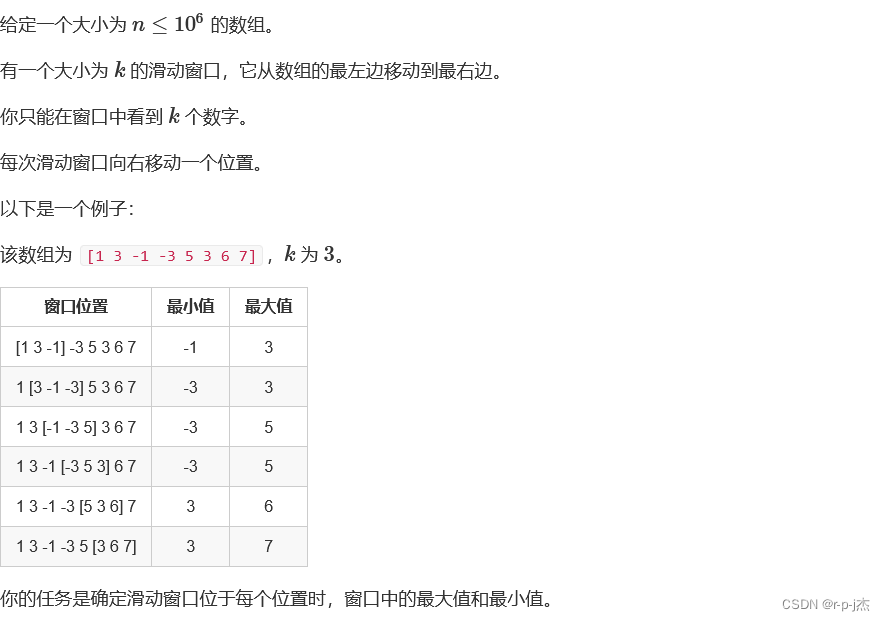 给定一个大小为 n ≤ 10⁶ 的数组。
有一个大小为 k 的滑动窗口，它从数组的最左边移动到最右边。
你只能在窗口中看到 k 个数字。
每次滑动窗口向右移动一个位置。
以下是一个例子：
该数组为 [1 3 -1 -3 5 3 6 7]，k 为 3。
窗口位置 最小值 最大值
[1 3 -1] -3 5 3 6 7 -1 3
1 [3 -1 -3] 5 3 6 7 -3 3
1 3 [-1 -3 5] 3 6 7 -3 5
1 3 -1 [-3 5 3] 6 7 -3 5
1 3 -1 -3 [5 3 6] 7 3 6
1 3 -1 -3 5 [3 6 7] 3 7
你的任务是确定滑动窗口位于每个位置时，窗口中的最大值和最小值。
CSDN @r-p-j杰